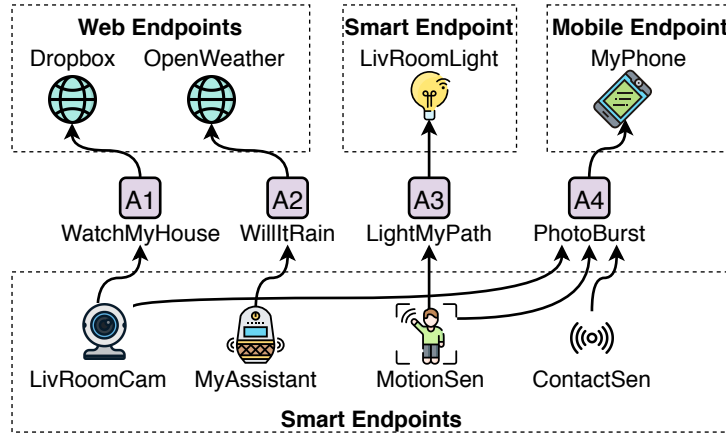 Web Endpoints
Smart Endpoint
Mobile Endpoint
Dropbox
OpenWeather
LivRoomLight
MyPhone
A1
A2
A3
A4
WatchMyHouse
WillItRain
LightMyPath
PhotoBurst
LivRoomCam
MyAssistant
MotionSen
ContactSen
Smart Endpoints